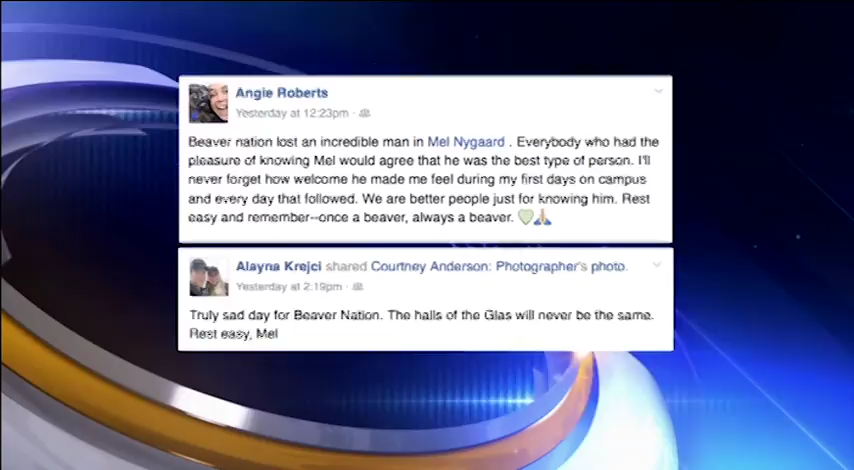 Angie Roberts
Yesterday at 12:23pm ·
Beaver nation lost an incredible man in Mel Nygaard . Everybody who had the
pleasure of knowing Mel would agree that he was the best type of person. I'll
never forget how welcome he made me feel during my first days on campus
and every day that followed. We are better people just for knowing him. Rest
easy and remember--once a beaver, always a beaver. 💚🙏
Alayna Krejci shared Courtney Anderson: Photographer's photo.
Yesterday at 2:19pm ·
Truly sad day for Beaver Nation. The halls of the Glas will never be the same.
Rest easy, Mel